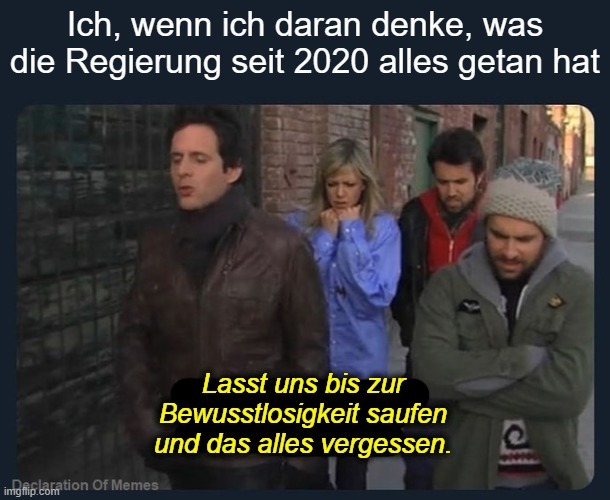 Ich, wenn ich daran denke, was
die Regierung seit 2020 alles getan hat
Lasst uns bis zur
Bewusstlosigkeit saufen
und das alles vergessen.
Declaration Of Memes
imgflip.com